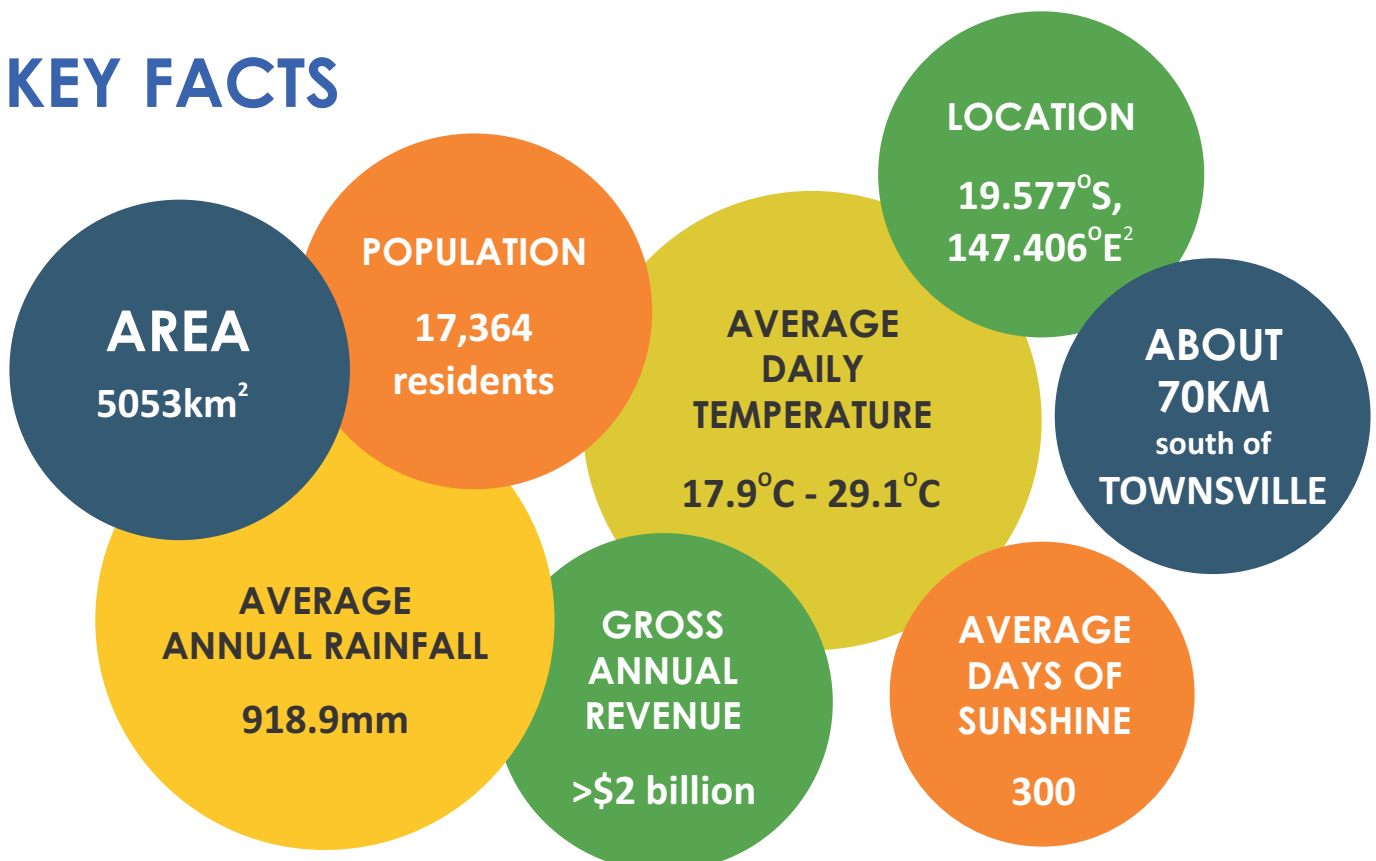 KEY FACTS
LOCATION
19.577°S,
147.406°E²
POPULATION
17,364
residents
AREA
5053km²
AVERAGE
DAILY
TEMPERATURE
17.9°C - 29.1°C
ABOUT
70KM
south of
TOWNSVILLE
AVERAGE
ANNUAL RAINFALL
918.9mm
GROSS
ANNUAL
REVENUE
>$2 billion
AVERAGE
DAYS OF
SUNSHINE
300